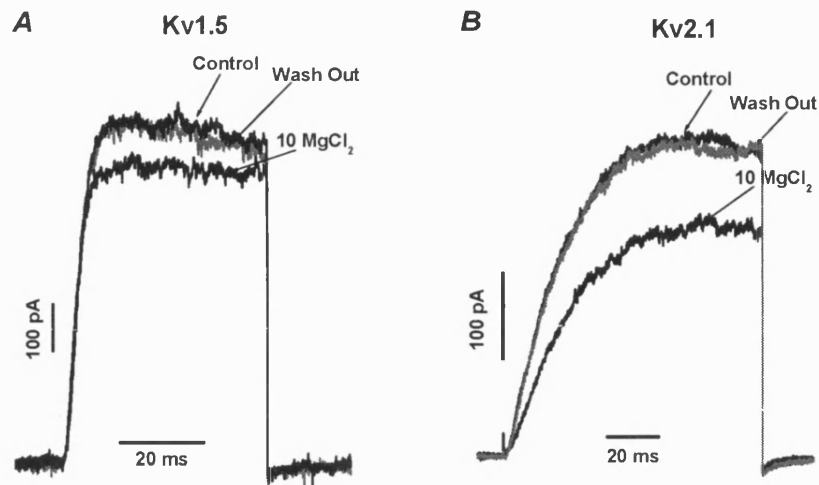 A
Kv1.5
Control
Wash Out
10 MgCl₂
100 pA
20 ms
B
Kv2.1
Control
Wash Out
10 MgCl₂
100 pA
20 ms